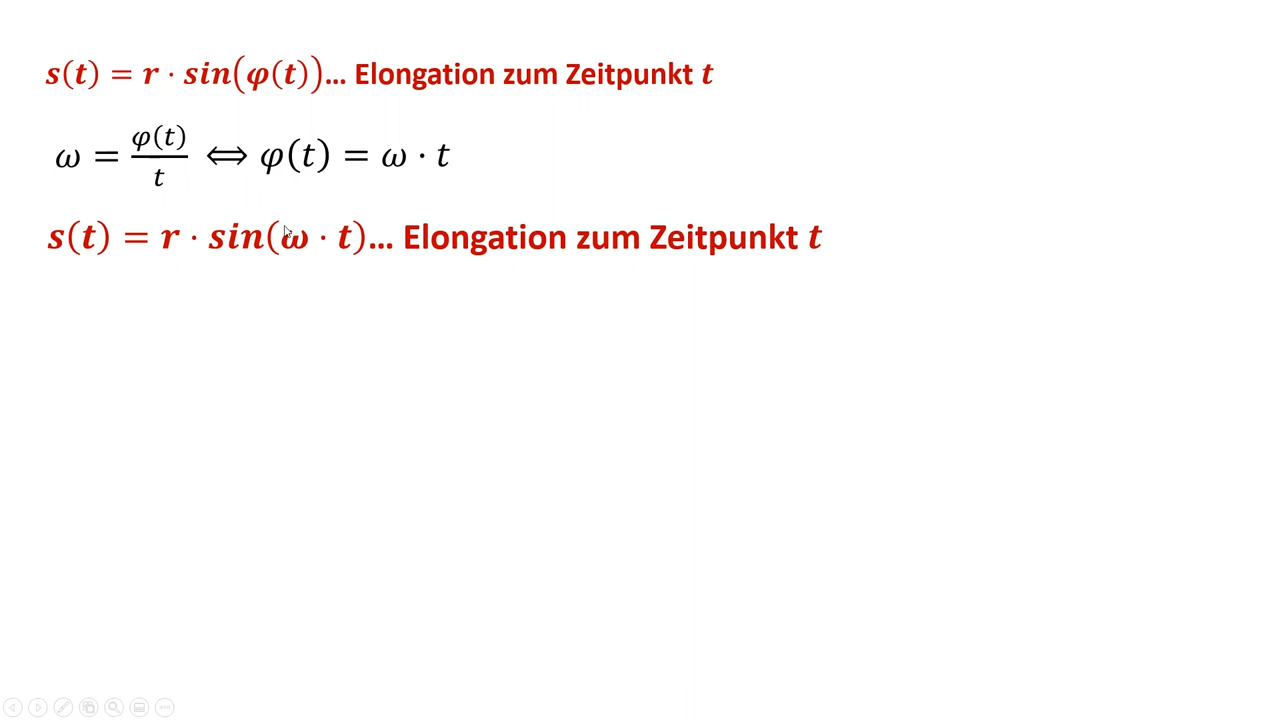 s(t) = r · sin(φ(t))… Elongation zum Zeitpunkt t
ω = φ(t)/t ⟺ φ(t) = ω · t
s(t) = r · sin(ω · t)… Elongation zum Zeitpunkt t